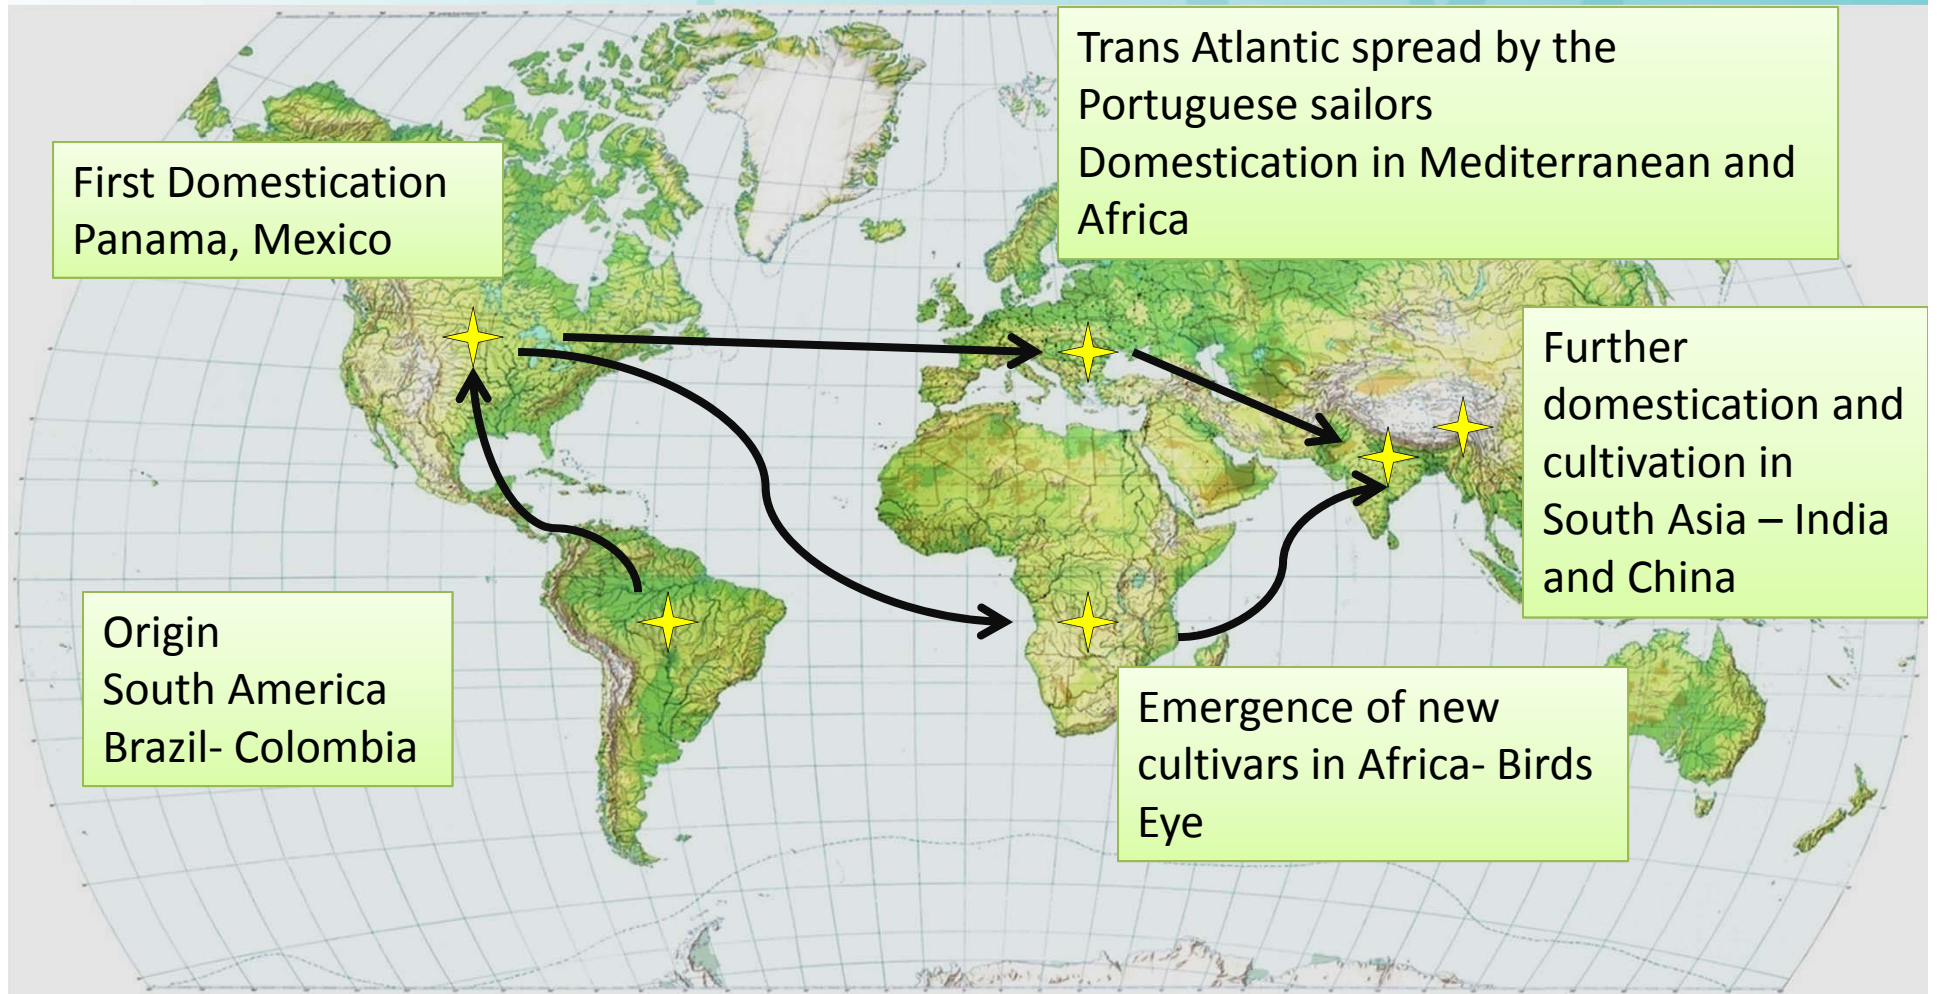 Trans Atlantic spread by the
Portuguese sailors
Domestication in Mediterranean and
Africa
First Domestication
Panama, Mexico
Further
domestication and
cultivation in
South Asia – India
and China
Origin
South America
Brazil- Colombia
Emergence of new
cultivars in Africa- Birds
Eye